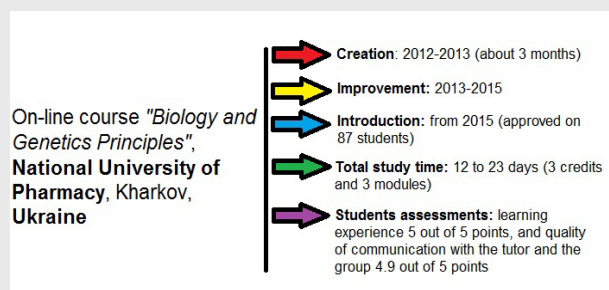 On-line course "Biology and
Genetics Principles",
National University of
Pharmacy, Kharkov,
Ukraine
Creation: 2012-2013 (about 3 months)
Improvement: 2013-2015
Introduction: from 2015 (approved on
87 students)
Total study time: 12 to 23 days (3 credits
and 3 modules)
Students assessments: learning
experience 5 out of 5 points, and quality
of communication with the tutor and the
group 4.9 out of 5 points